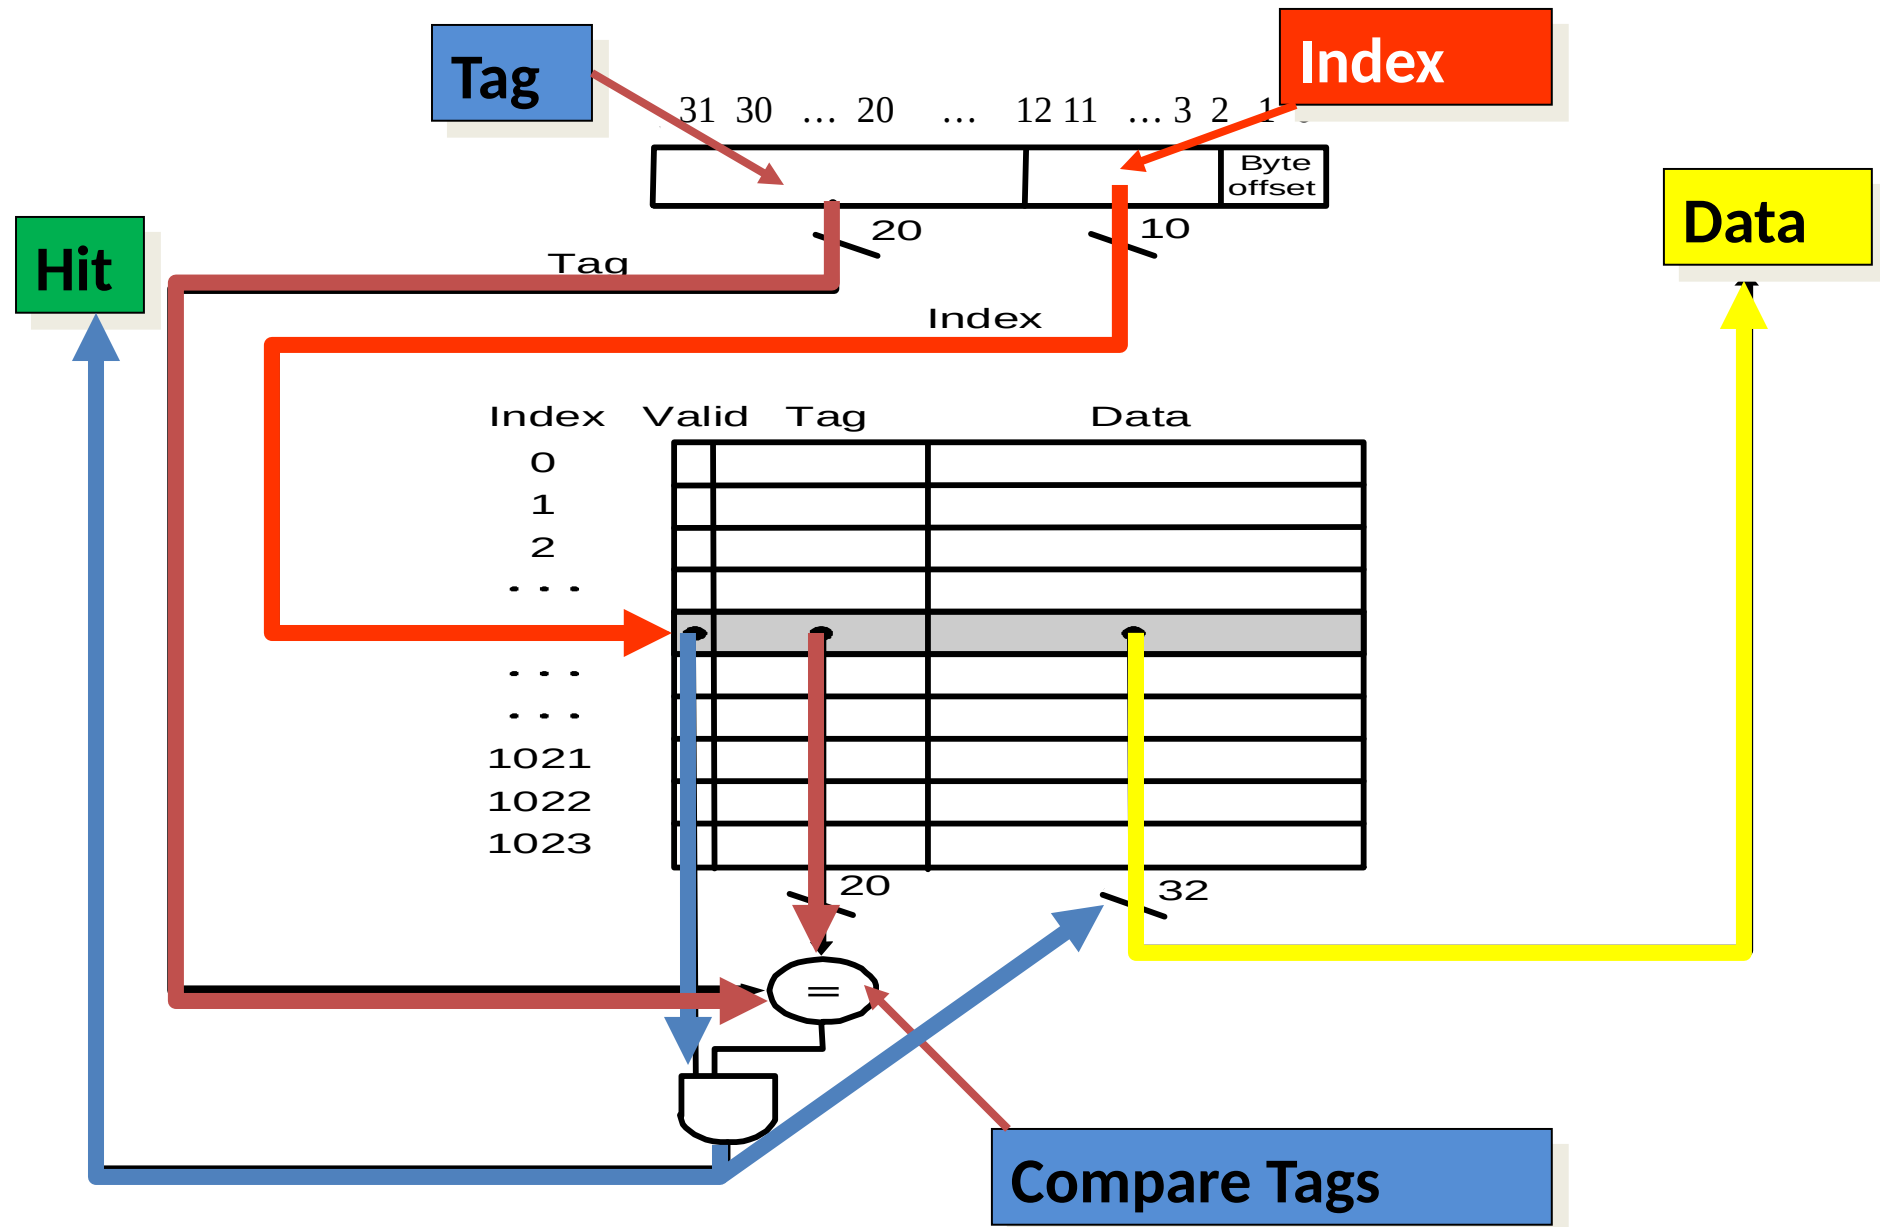 Tag
Index
31 30 … 20 … 12 11 … 3 2 1
Byte
offset
Data
Hit
20
10
Tag
Index
Index Valid Tag Data
0
1
2
. . .
. . .
. . .
1021
1022
1023
20
32
=
Compare Tags